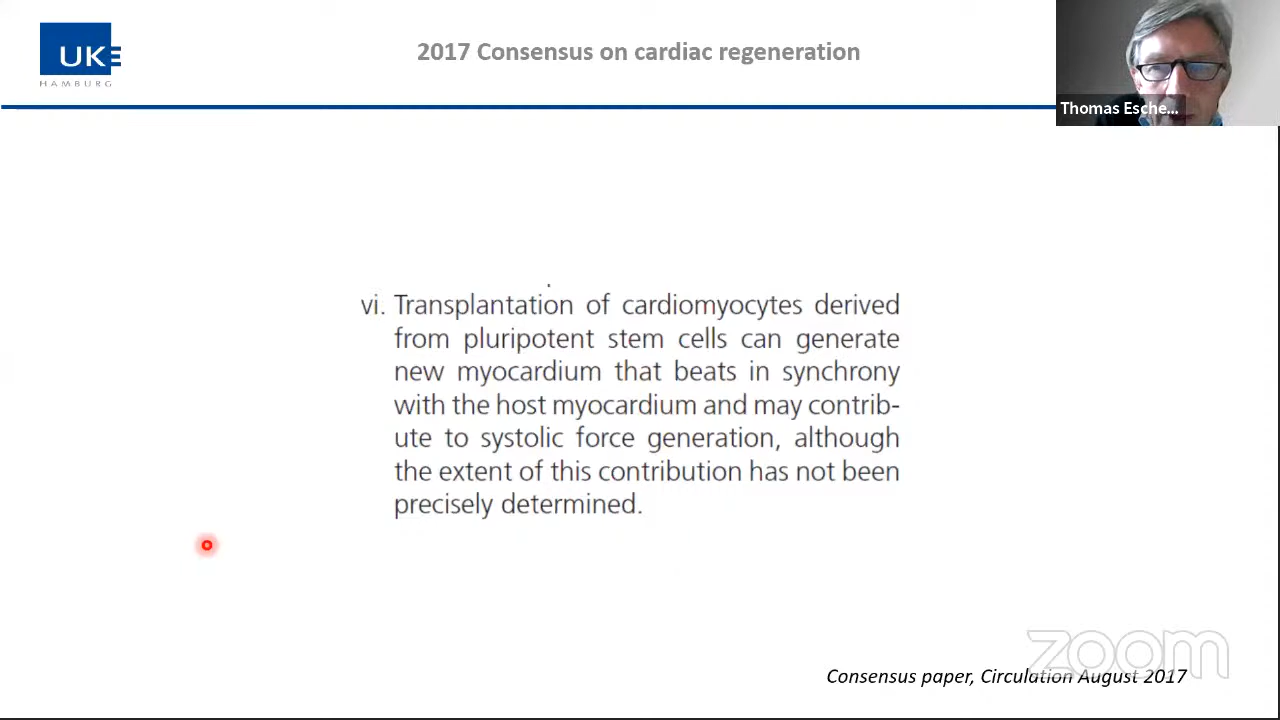 UKE
HAMBURG
2017 Consensus on cardiac regeneration
Thomas Esche...
vi. Transplantation of cardiomyocytes derived
from pluripotent stem cells can generate
new myocardium that beats in synchrony
with the host myocardium and may contrib-
ute to systolic force generation, although
the extent of this contribution has not been
precisely determined.
zoom
Consensus paper, Circulation August 2017